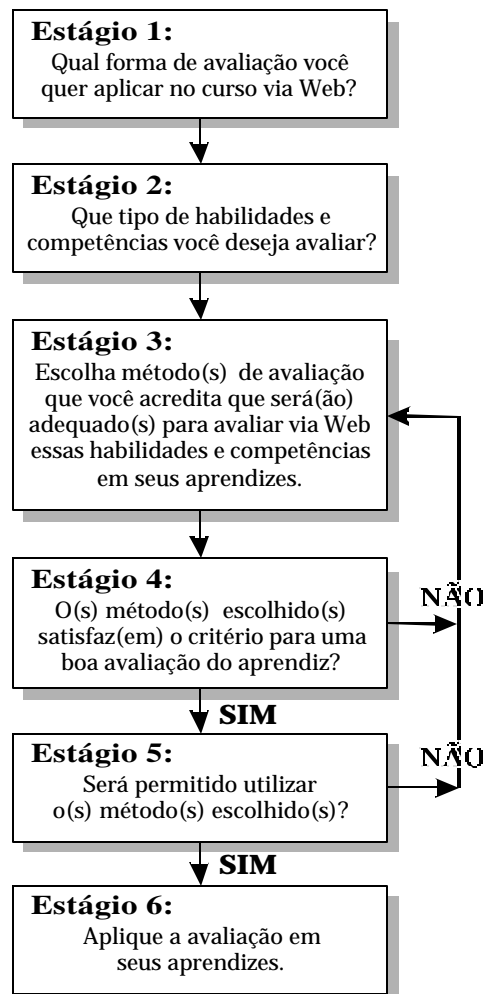 Estágio 1:
Qual forma de avaliação você
quer aplicar no curso via Web?
Estágio 2:
Que tipo de habilidades e
competências você deseja avaliar?
Estágio 3:
Escolha método(s) de avaliação
que você acredita que será(ão)
adequado(s) para avaliar via Web
essas habilidades e competências
em seus aprendizes.
Estágio 4:
O(s) método(s) escolhido(s)
satisfaz(em) o critério para uma
boa avaliação do aprendiz?
NÃO
SIM
Estágio 5:
Será permitido utilizar
o(s) método(s) escolhido(s)?
NÃO
SIM
Estágio 6:
Aplique a avaliação em
seus aprendizes.